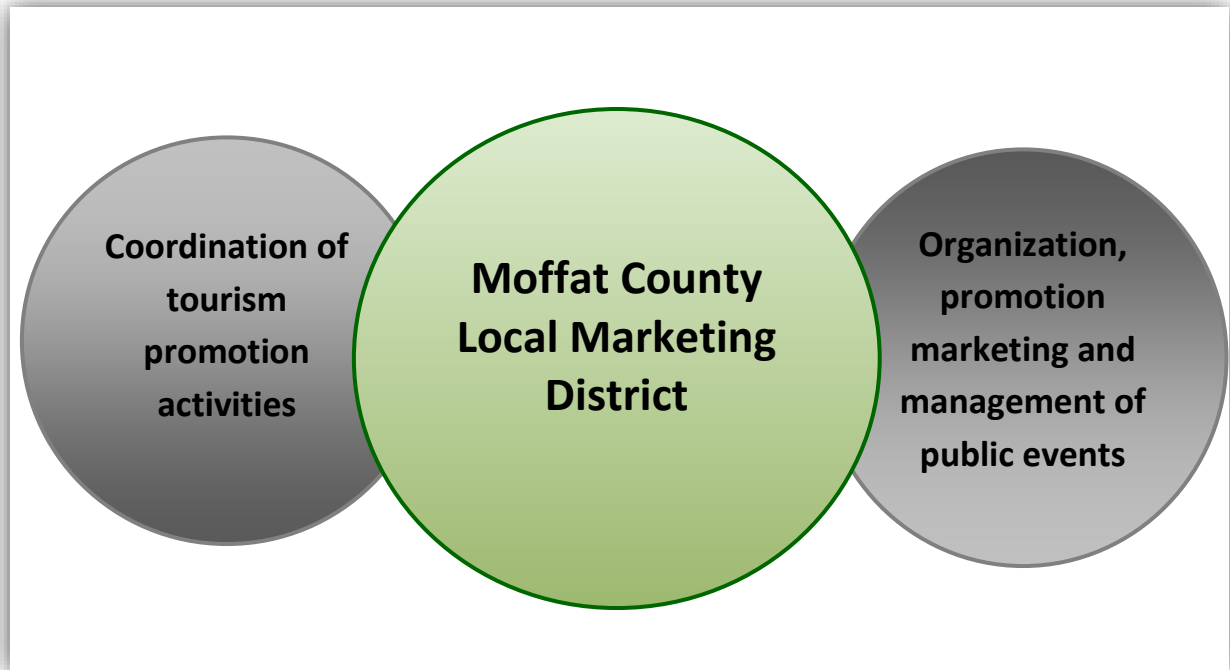 Coordination of
tourism
promotion
activities
Moffat County
Local Marketing
District
Organization,
promotion
marketing and
management of
public events